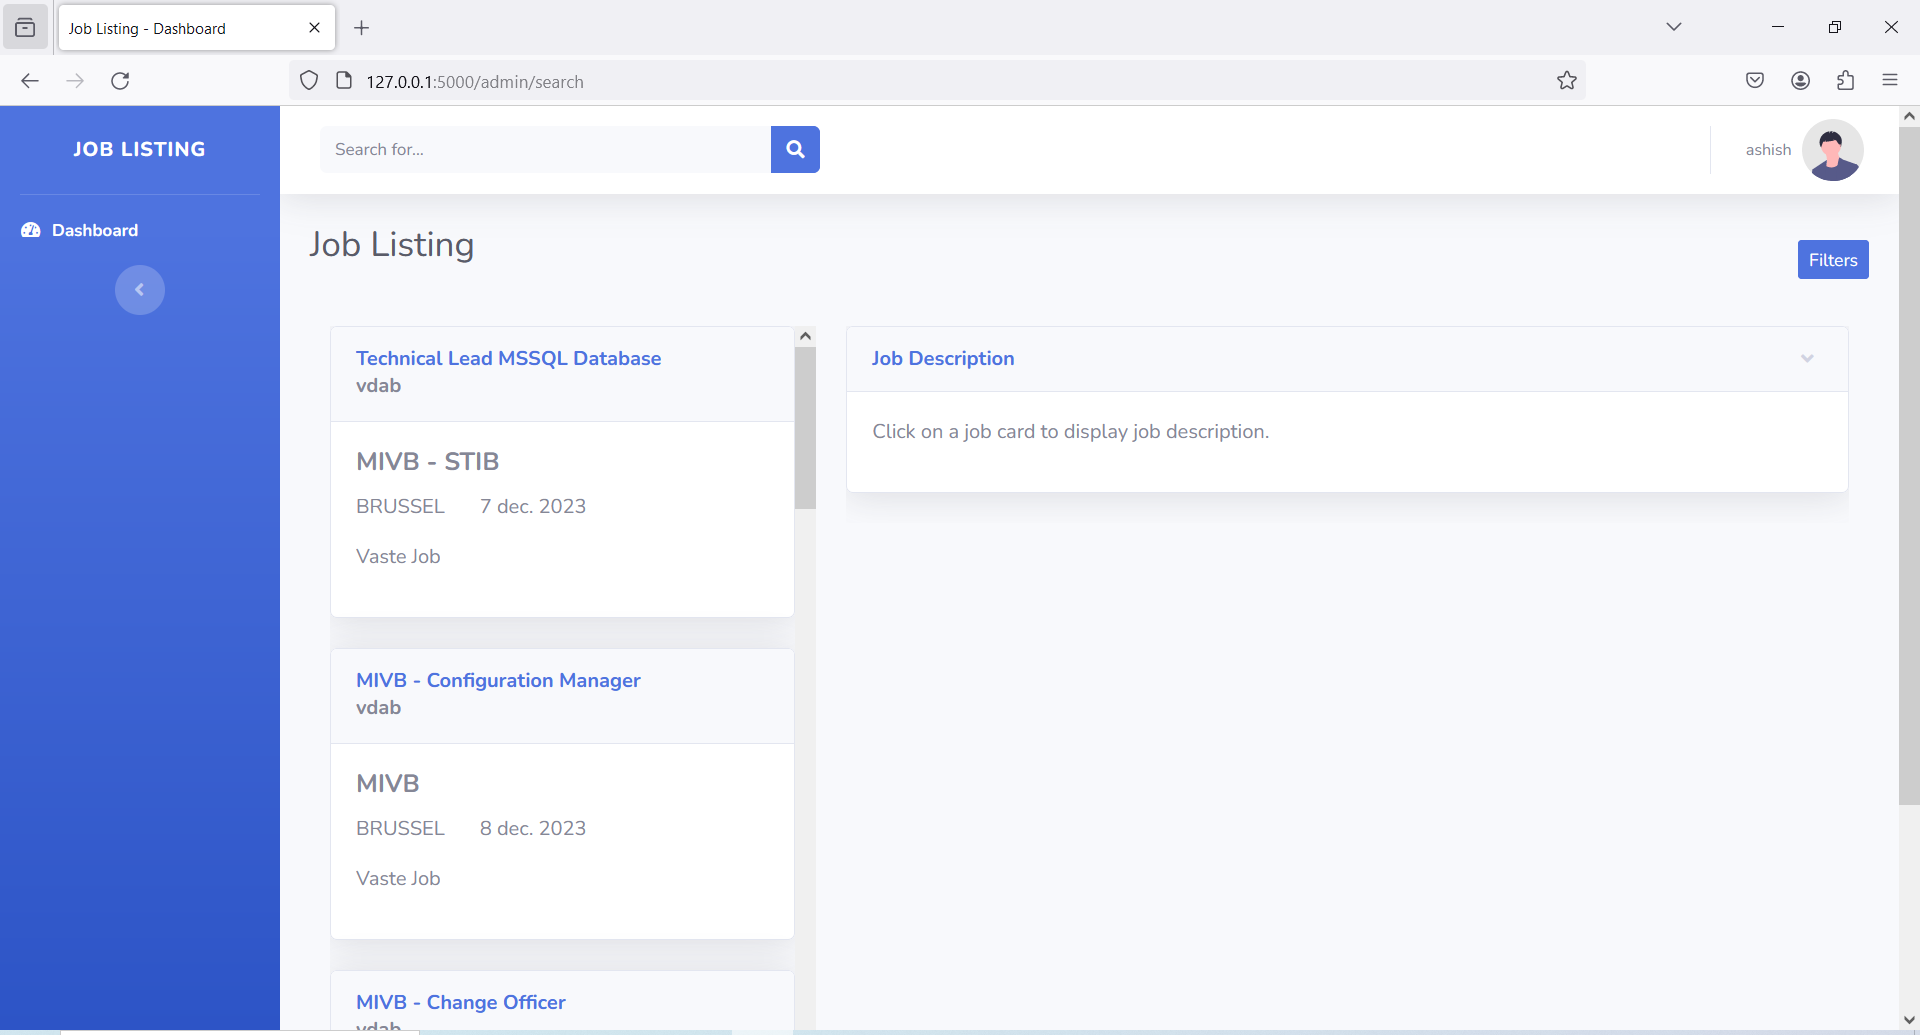 Job Listing - Dashboard
127.0.0.1:5000/admin/search
JOB LISTING
Search for...
ashish
Dashboard
Job Listing
Filters
Technical Lead MSSQL Database
vdab
MIVB - STIB
BRUSSEL 7 dec. 2023
Vaste Job
MIVB - Configuration Manager
vdab
MIVB
BRUSSEL 8 dec. 2023
Vaste Job
MIVB - Change Officer
vdab
Job Description
Click on a job card to display job description.